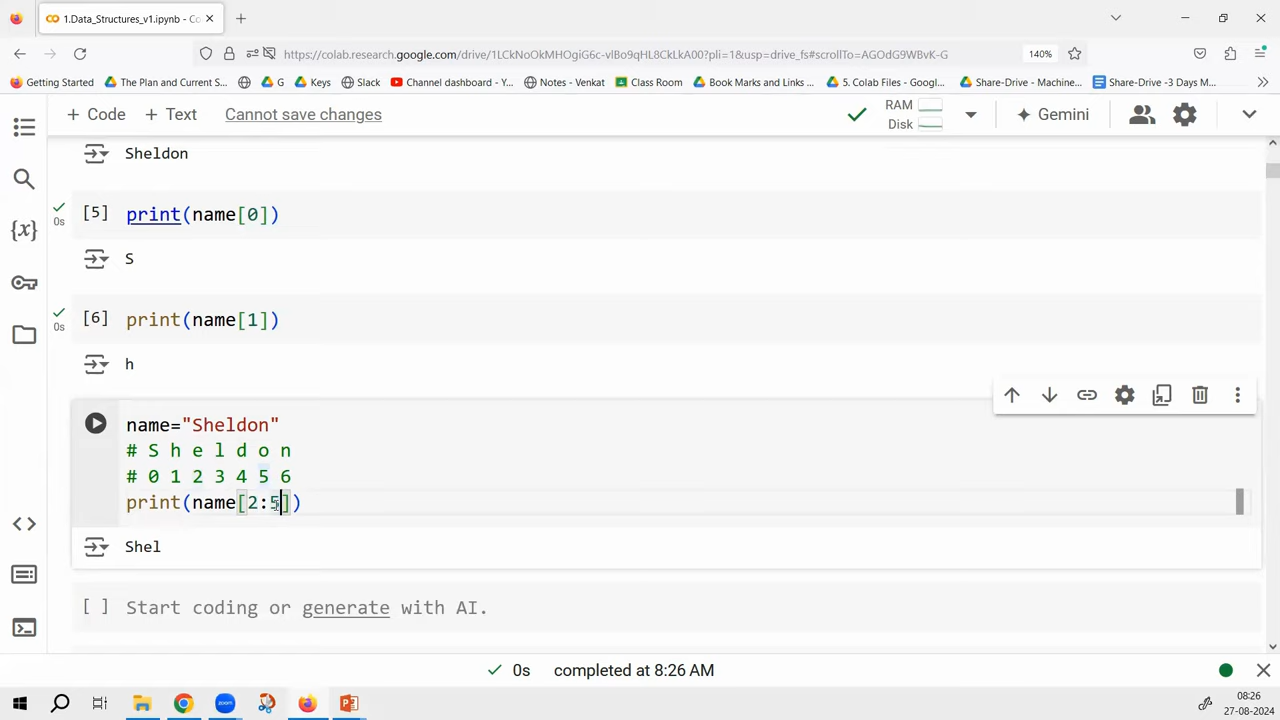 1.Data_Structures_v1.ipynb - Co
https://colab.research.google.com/drive/1LCkNoOkMHOgiG6c-vlBo9qHL8CkLkA00?pli=1&usp=drive_fs#scrollTo=AGOdG9WBvK-G
140%
Getting Started
The Plan and Current S...
G
Keys
Slack
Channel dashboard - Y...
Notes - Venkat
Class Room
Book Marks and Links ...
5. Colab Files - Googl...
Share-Drive - Machine...
Share-Drive -3 Days M...
+ Code
+ Text
Cannot save changes
RAM
Disk
Gemini
Sheldon
0s
[5]
print(name[0])
S
0s
[6]
print(name[1])
h
name="Sheldon"
# S h e l d o n
# 0 1 2 3 4 5 6
print(name[2:5])
Shel
[ ]
Start coding or generate with AI.
{x}
0s
completed at 8:26 AM
zoom
08:26
27-08-2024